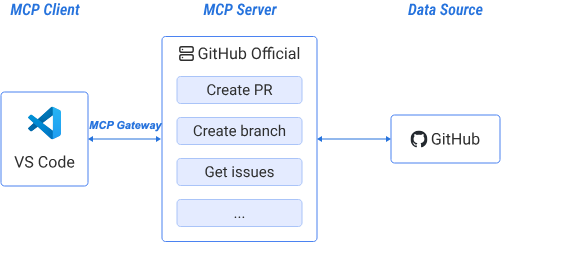 MCP Client
MCP Server
Data Source
GitHub Official
Create PR
MCP Gateway
Create branch
GitHub
VS Code
Get issues
...